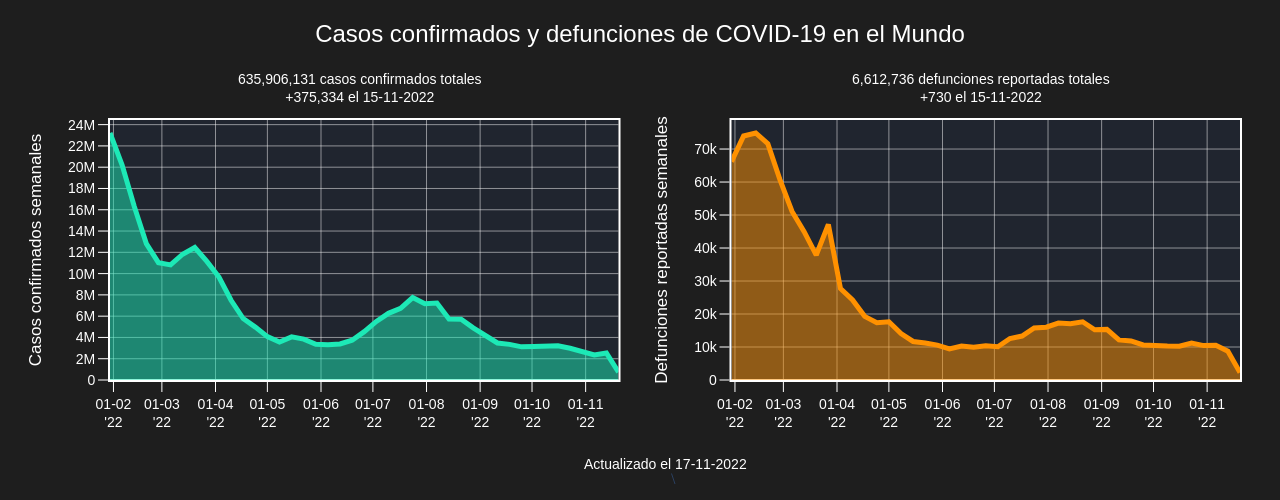 Casos confirmados y defunciones de COVID-19 en el Mundo
635,906,131 casos confirmados totales
+375,334 el 15-11-2022
Casos confirmados semanales
24M
22M
20M
18M
16M
14M
12M
10M
8M
6M
4M
2M
0
01-02 01-03 01-04 01-05 01-06 01-07 01-08 01-09 01-10 01-11
'22 '22 '22 '22 '22 '22 '22 '22 '22 '22
6,612,736 defunciones reportadas totales
+730 el 15-11-2022
Defunciones reportadas semanales
70k
60k
50k
40k
30k
20k
10k
0
01-02 01-03 01-04 01-05 01-06 01-07 01-08 01-09 01-10 01-11
'22 '22 '22 '22 '22 '22 '22 '22 '22 '22
Actualizado el 17-11-2022
\